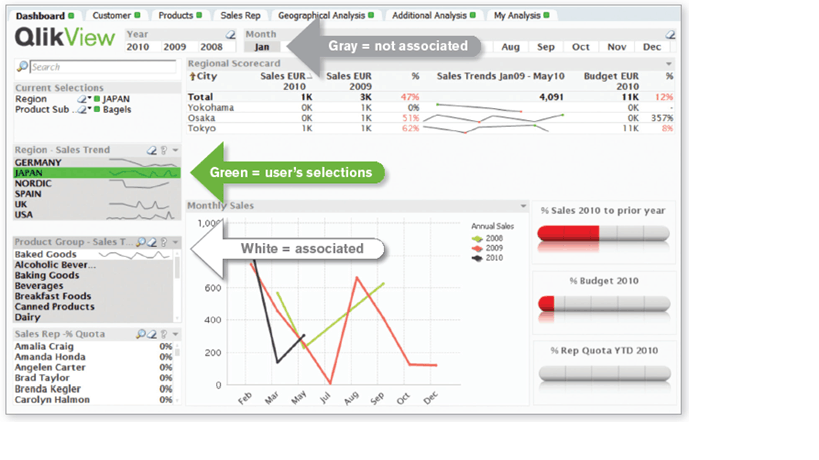 Dashboard Customer Products Sales Rep Geographical Analysis Additional Analysis My Analysis
QlikView
Year
2010 2009 2008
Month
Jan Aug Sep Oct Nov Dec
Gray = not associated
Search
Current Selections
Region JAPAN
Product Sub .. Bagels
Regional Scorecard
City Sales EUR 2010 Sales EUR 2009 % Sales Trends Jan09 - May10 Budget EUR 2010 %
Total 1K 3K 47% 4,091 11K 12%
Yokohama 0K 1K 0% 0K -
Osaka 0K 1K 51% 0K 357%
Tokyo 1K 1K 62% 11K 8%
Region - Sales Trend
GERMANY
JAPAN
NORDIC
SPAIN
UK
USA
Green = user's selections
Product Group - Sales T...
Baked Goods
Alcoholic Bever...
Baking Goods
Beverages
Breakfast Foods
Canned Products
Dairy
White = associated
Sales Rep -% Quota
Amalia Craig 0%
Amanda Honda 0%
Angelen Carter 0%
Brad Taylor 0%
Brenda Kegler 0%
Carolyn Halmon 0%
Monthly Sales
600
400
200
0
Feb Mar May Jul Aug Sep Oct Dec
Annual Sales
2008
2009
2010
% Sales 2010 to prior year
% Budget 2010
% Rep Quota YTD 2010